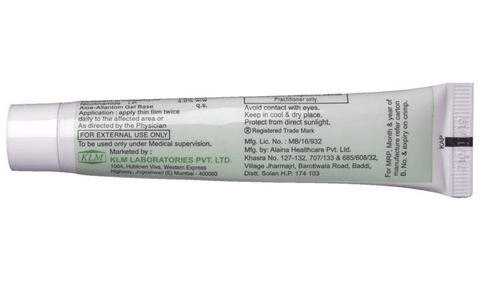 Nicotinamide I.P. 4.0% w/w
Aloe-Allantoin Gel Base q.s.
Application : apply thin film twice
daily to the affected area or
As directed by the Physician
FOR EXTERNAL USE ONLY
To be used only under Medical supervision.
Marketed by :
KLM
KLM LABORATORIES PVT. LTD.
1004, Hubtown Viva, Western Express
Highway, Jogeshwari (E) Mumbai - 400060
Practitioner only.
Avoid contact with eyes.
Keep in cool & dry place.
Protect from direct sunlight.
® Registered Trade Mark
Mfg. Lic. No. : MB/16/932
Mfg. by: Alaina Healthcare Pvt. Ltd.
Khasra No. 127-132, 707/133 & 685/608/32,
Village Jharmajri, Barotiwala Road, Baddi,
Distt. Solan H.P. 174 103
For MRP, Month & year of
manufacture refer carton
B. No. & expiry on crimp.
KAP